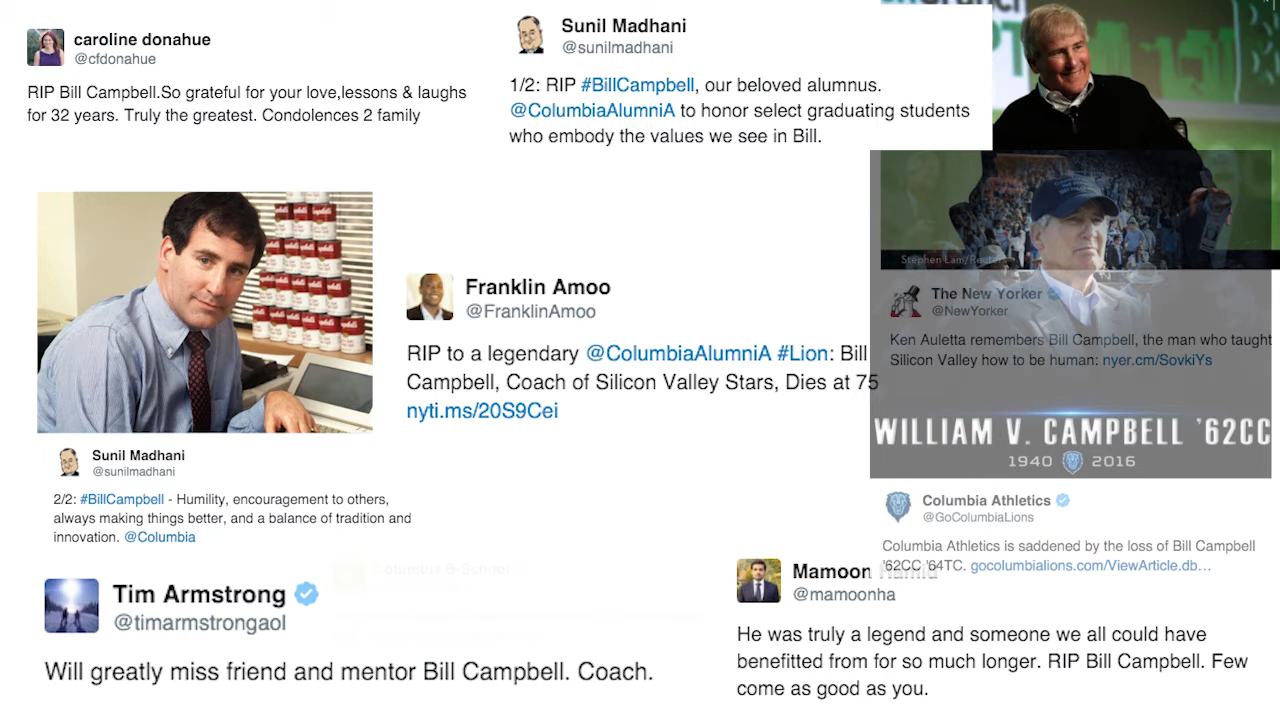 caroline donahue
@cfdonahue
RIP Bill Campbell.So grateful for your love,lessons & laughs
for 32 years. Truly the greatest. Condolences 2 family
Sunil Madhani
@sunilmadhani
1/2: RIP #BillCampbell, our beloved alumnus.
@ColumbiaAlumniA to honor select graduating students
who embody the values we see in Bill.
Franklin Amoo
@FranklinAmoo
RIP to a legendary @ColumbiaAlumniA #Lion: Bill
Campbell, Coach of Silicon Valley Stars, Dies at 75
nyti.ms/20S9Cei
Stephen Lam/Reuters
The New Yorker
@NewYorker
Ken Auletta remembers Bill Campbell, the man who taught
Silicon Valley how to be human: nyer.cm/SovkiYs
WILLIAM V. CAMPBELL '62CC
1940 2016
Sunil Madhani
@sunilmadhani
2/2: #BillCampbell - Humility, encouragement to others,
always making things better, and a balance of tradition and
innovation. @Columbia
Columbia Athletics
@GoColumbiaLions
Columbia Athletics is saddened by the loss of Bill Campbell
'62CC '64TC. gocolumbialions.com/ViewArticle.db...
Columbia B-School
Tim Armstrong
@timarmstrongaol
Will greatly miss friend and mentor Bill Campbell. Coach.
Mamoon Hamid
@mamoonha
He was truly a legend and someone we all could have
benefitted from for so much longer. RIP Bill Campbell. Few
come as good as you.